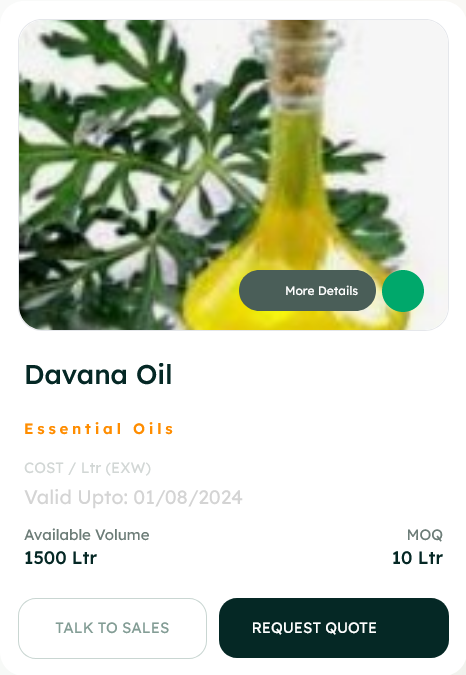 More Details
Davana Oil
Essential Oils
COST / Ltr (EXW)
Valid Upto: 01/08/2024
Available Volume MOQ
1500 Ltr 10 Ltr
TALK TO SALES REQUEST QUOTE